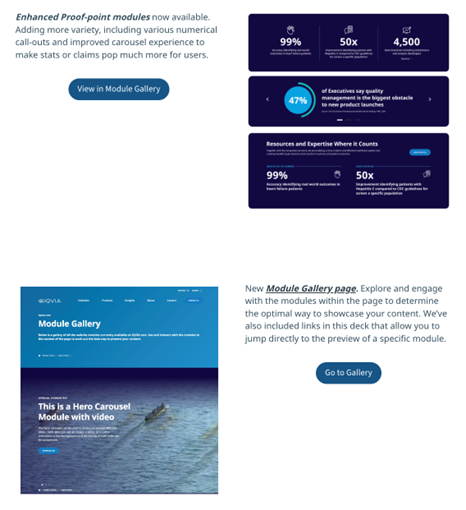 Enhanced Proof-point modules now available.
Adding more variety, including various numerical
call-outs and improved carousel experience to
make stats or claims pop much more for users.
View in Module Gallery
99%
50x
4,500
47%
of Executives say quality
management is the biggest obstacle
to new product launches
Resources and Expertise Where it Counts
99%
Accuracy identifying real world outcomes in
heart failure patients
50x
Improvement identifying patients with
Hepatitis C compared to CDC guidelines for
screen a specific population
New Module Gallery page. Explore and engage
with the modules within the page to determine
the optimal way to showcase your content. We've
also included links in this deck that allow you to
jump directly to the preview of a specific module.
Go to Gallery
IQVIA
Module Gallery
This is a Hero Carousel
Module with video